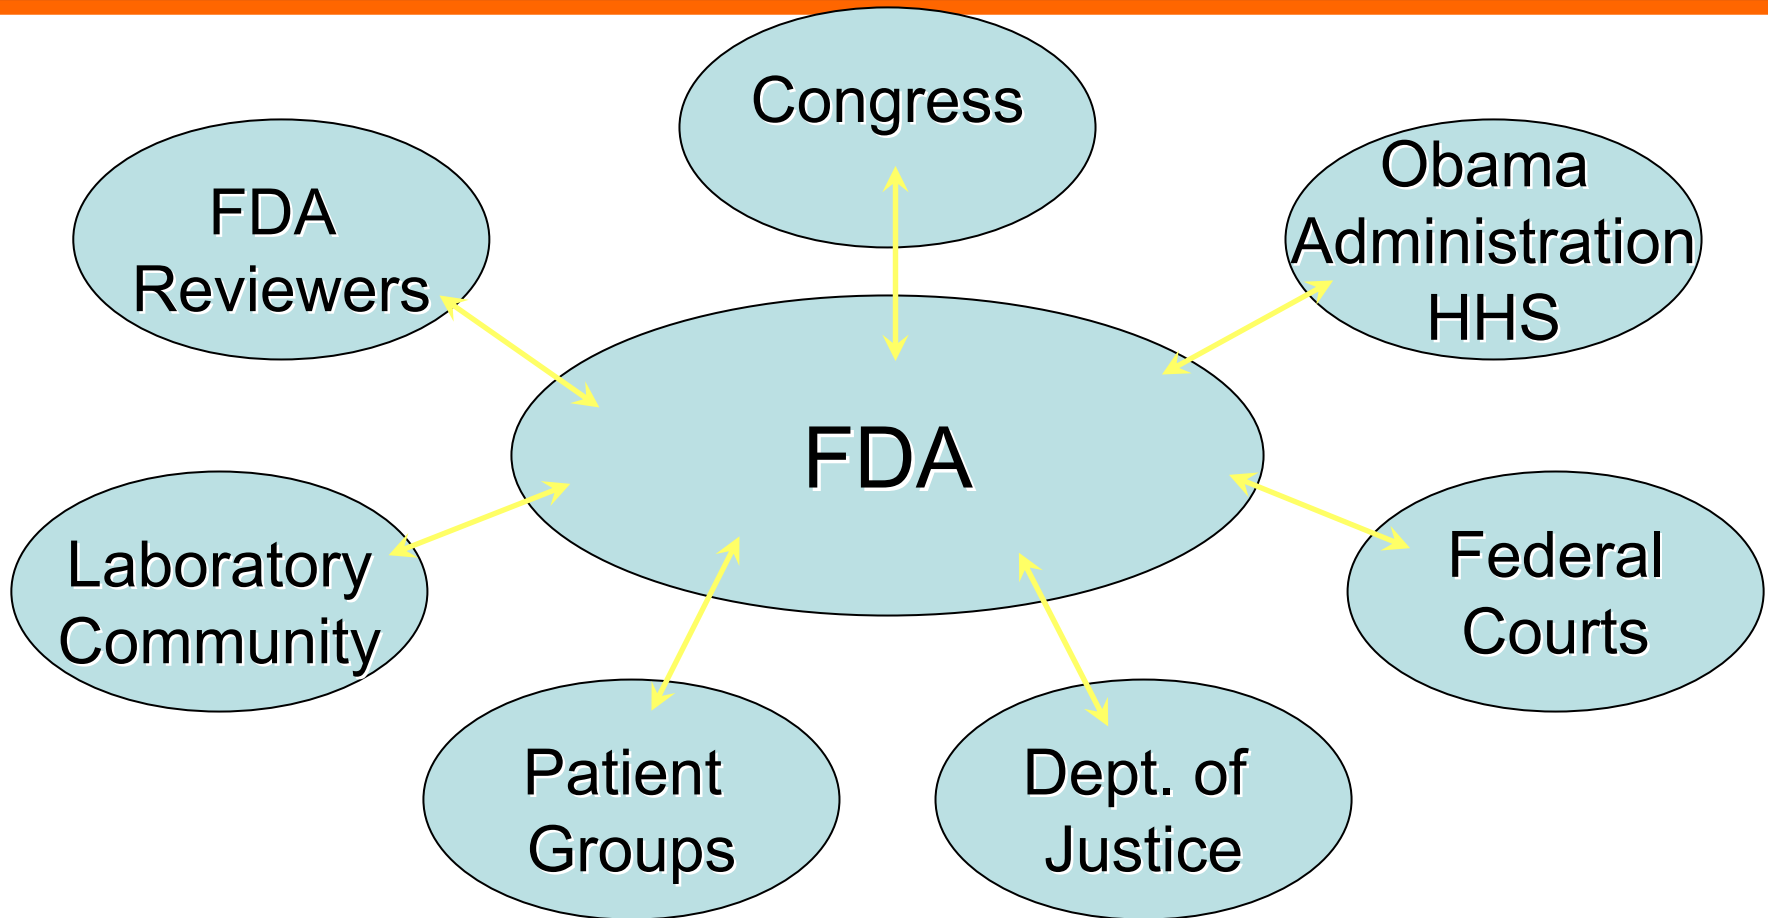 Congress
FDA
Reviewers
Obama
Administration
HHS
FDA
Laboratory
Community
Federal
Courts
Patient
Groups
Dept. of
Justice